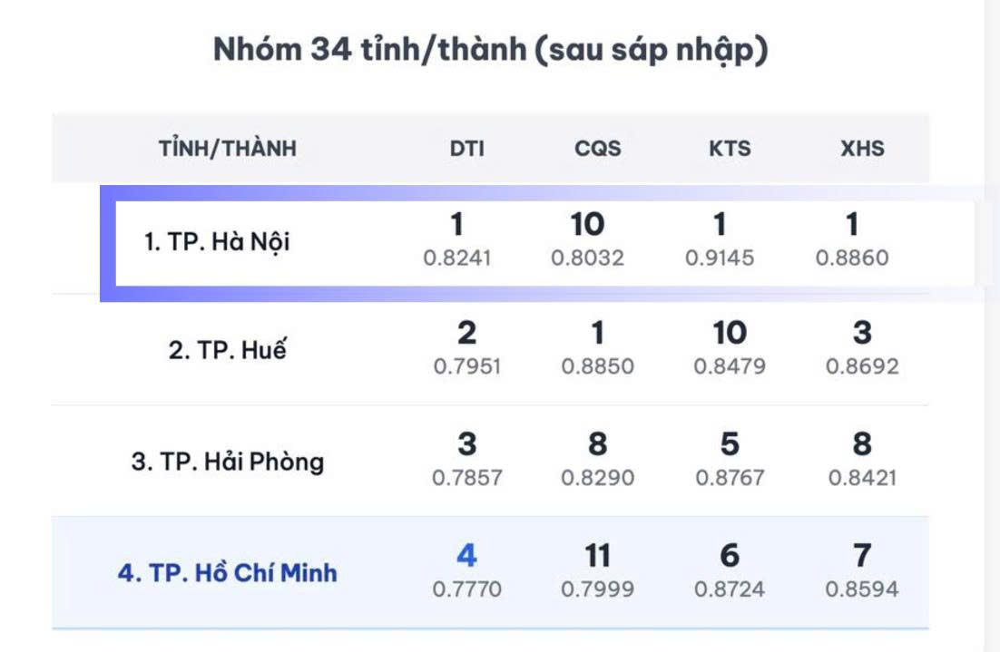 Nhóm 34 tỉnh/thành (sau sáp nhập)
TỈNH/THÀNH DTI CQS KTS XHS
1. TP. Hà Nội 1 10 1 1
0.8241 0.8032 0.9145 0.8860
2. TP. Huế 2 1 10 3
0.7951 0.8850 0.8479 0.8692
3. TP. Hải Phòng 3 8 5 8
0.7857 0.8290 0.8767 0.8421
4. TP. Hồ Chí Minh 4 11 6 7
0.7770 0.7999 0.8724 0.8594